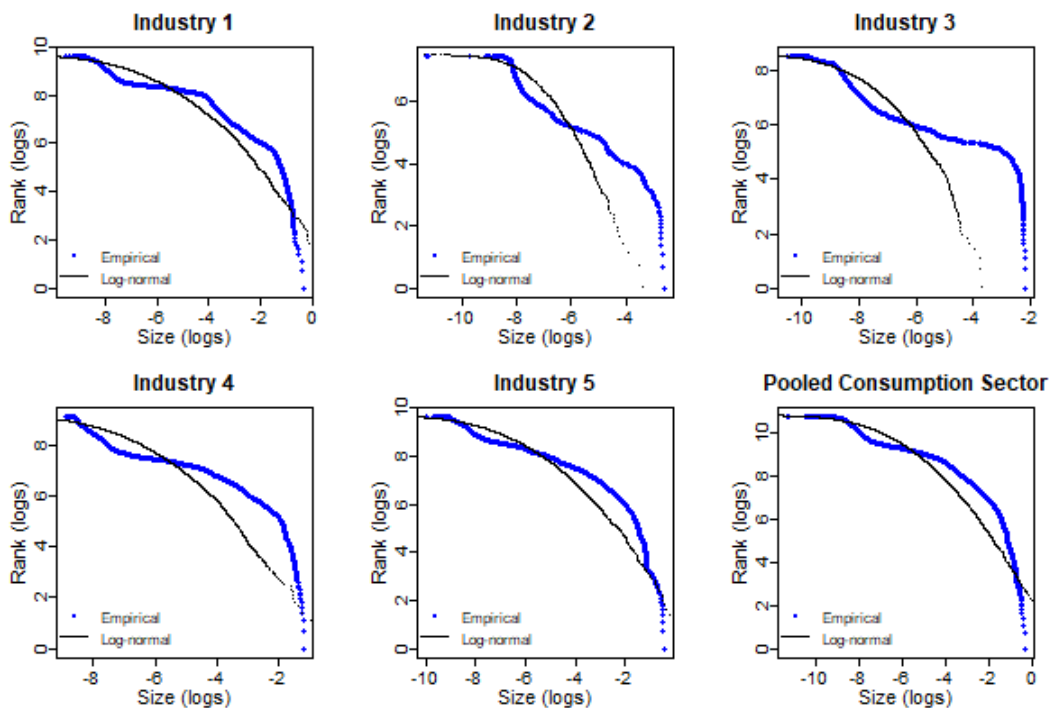 Industry 1
Rank (logs)
0 2 4 6 8 10
Empirical
Log-normal
-8 -6 -4 -2 0
Size (logs)
Industry 2
Rank (logs)
0 2 4 6
Empirical
Log-normal
-10 -8 -6 -4
Size (logs)
Industry 3
Rank (logs)
0 2 4 6 8
Empirical
Log-normal
-10 -8 -6 -4 -2
Size (logs)
Industry 4
Rank (logs)
0 2 4 6 8
Empirical
Log-normal
-8 -6 -4 -2
Size (logs)
Industry 5
Rank (logs)
0 2 4 6 8 10
Empirical
Log-normal
-10 -8 -6 -4 -2
Size (logs)
Pooled Consumption Sector
Rank (logs)
0 2 4 6 8 10
Empirical
Log-normal
-10 -8 -6 -4 -2 0
Size (logs)